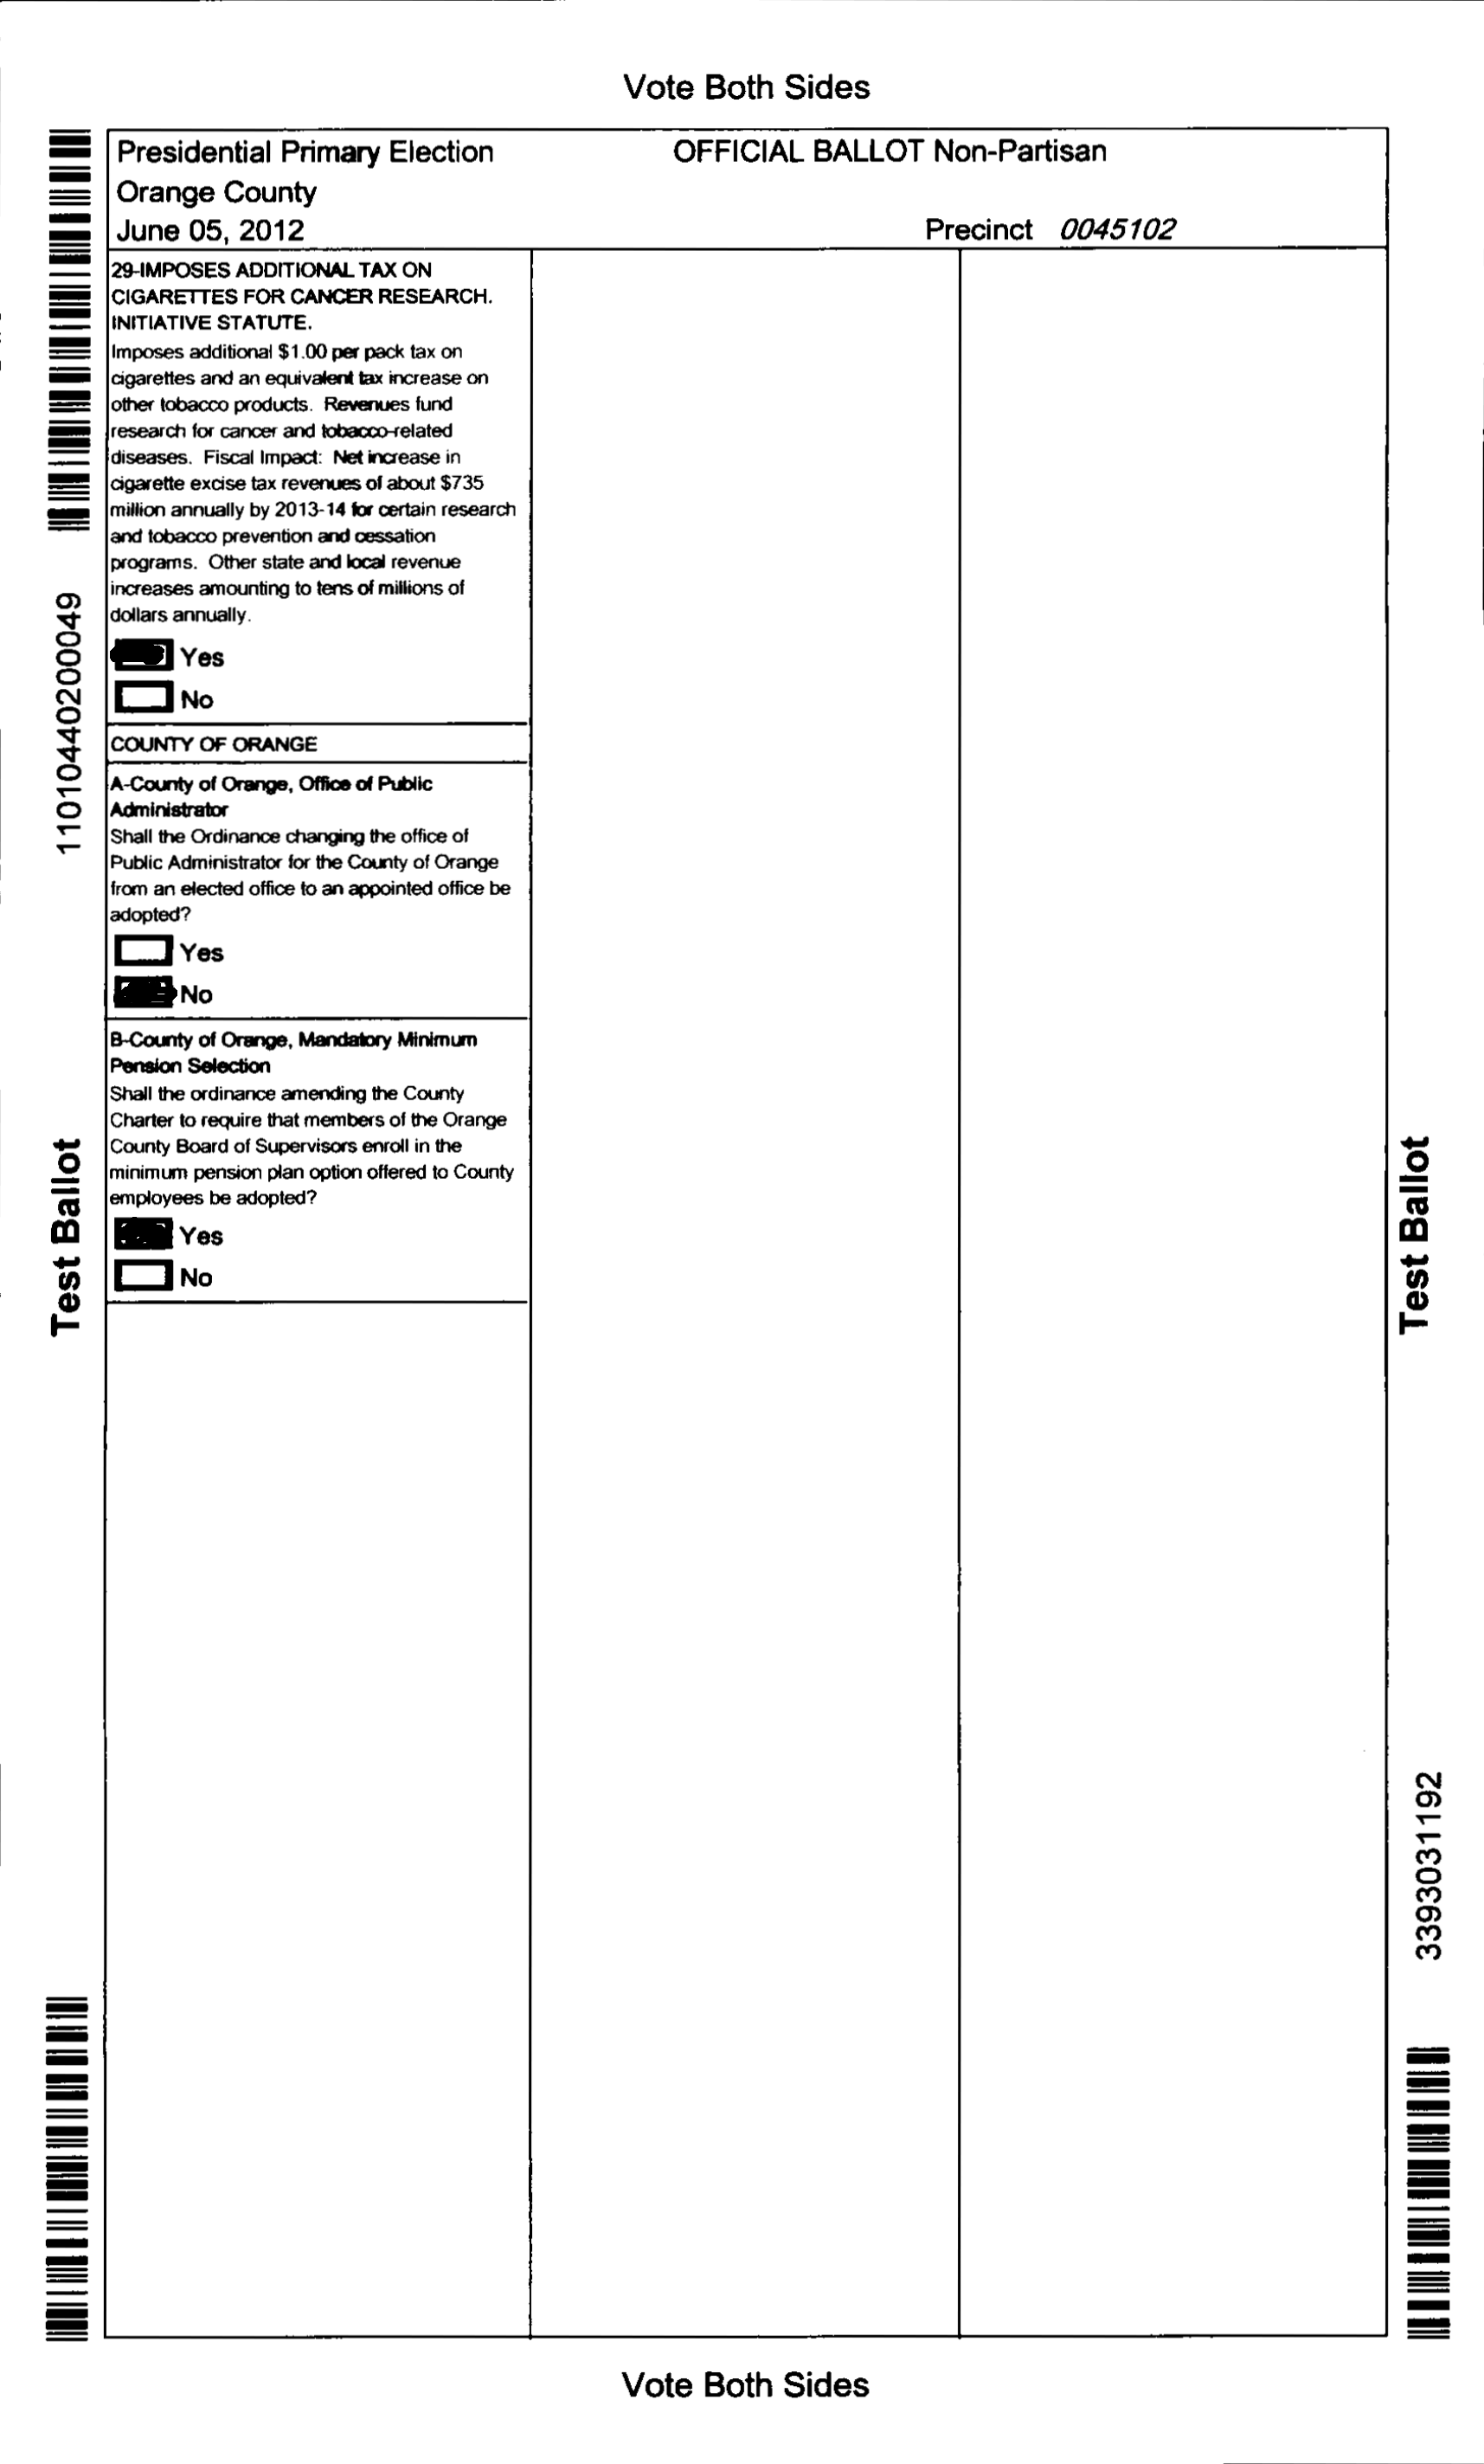 Vote Both Sides
Presidential Primary Election
OFFICIAL BALLOT Non-Partisan
Orange County
June 05, 2012
Precinct 0045102
29-IMPOSES ADDITIONAL TAX ON
CIGARETTES FOR CANCER RESEARCH.
INITIATIVE STATUTE.
Imposes additional $1.00 per pack tax on
cigarettes and an equivalent tax increase on
other tobacco products. Revenues fund
research for cancer and tobacco-related
diseases. Fiscal Impact: Net increase in
cigarette excise tax revenues of about $735
million annually by 2013-14 for certain research
and tobacco prevention and cessation
programs. Other state and local revenue
increases amounting to tens of millions of
dollars annually.
Yes
No
COUNTY OF ORANGE
A-County of Orange, Office of Public
Administrator
Shall the Ordinance changing the office of
Public Administrator for the County of Orange
from an elected office to an appointed office be
adopted?
Yes
No
B-County of Orange, Mandatory Minimum
Pension Selection
Shall the ordinance amending the County
Charter to require that members of the Orange
County Board of Supervisors enroll in the
minimum pension plan option offered to County
employees be adopted?
Yes
No
11010440200049
Test Ballot
Test Ballot
3393031192
Vote Both Sides